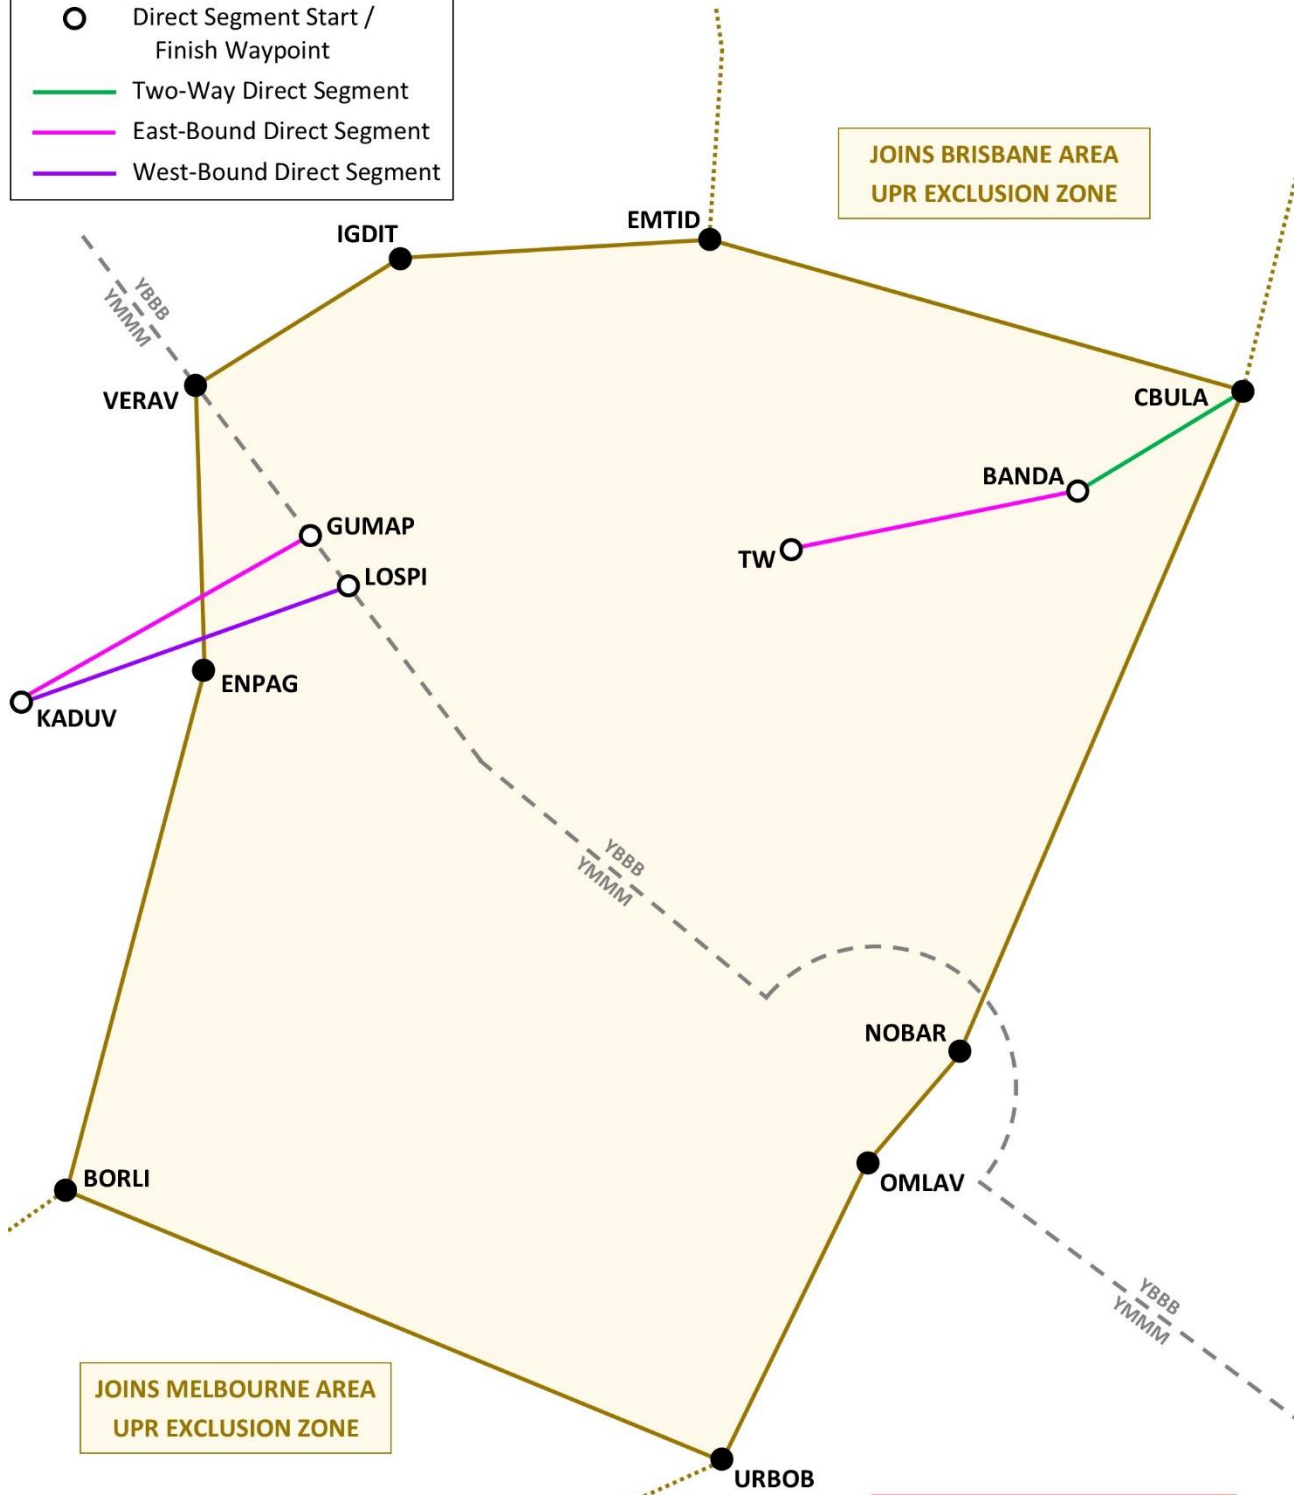 Direct Segment Start /
Finish Waypoint
Two-Way Direct Segment
East-Bound Direct Segment
West-Bound Direct Segment
JOINS BRISBANE AREA
UPR EXCLUSION ZONE
EMTID
IGDIT
YBBB
YMMM
VERAV
CBULA
BANDA
GUMAP
TW
LOSPI
ENPAG
KADUV
YBBB
YMMM
NOBAR
BORLI
OMLAV
YBBB
YMMM
JOINS MELBOURNE AREA
UPR EXCLUSION ZONE
URBOB